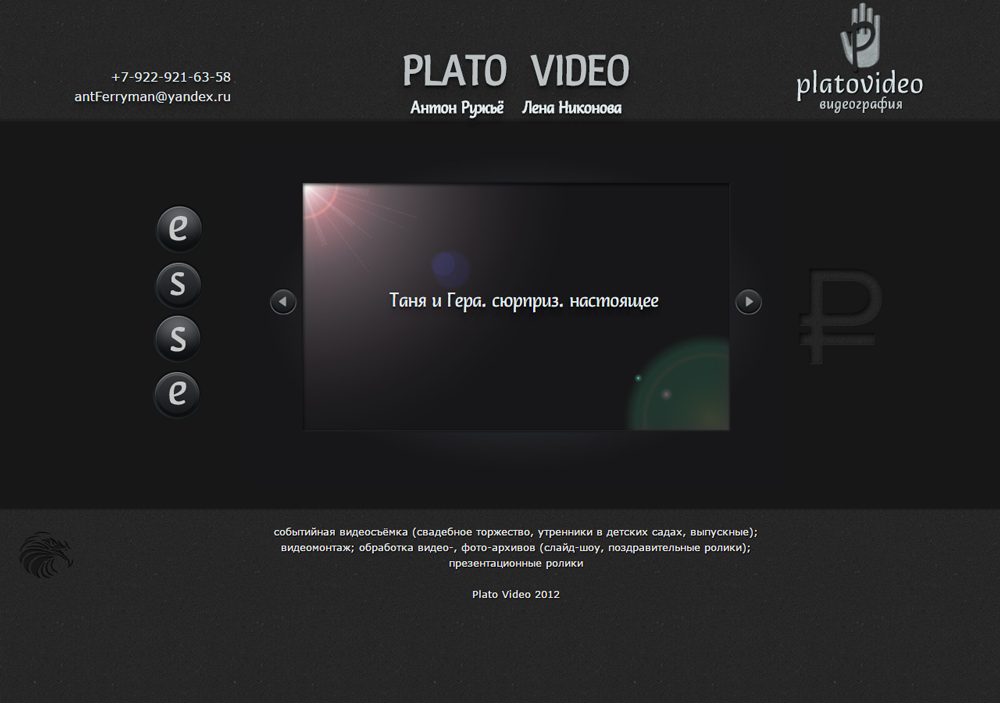 +7-922-921-63-58
antFerryman@yandex.ru
PLATO VIDEO
Антон Ружьё Лена Никонова
platovideo
видеография
e
s
s
e
Таня и Гера. сюрприз. настоящее
₽
событийная видеосъёмка (свадебное торжество, утренники в детских садах, выпускные);
видеомонтаж; обработка видео-, фото-архивов (слайд-шоу, поздравительные ролики);
презентационные ролики
Plato Video 2012